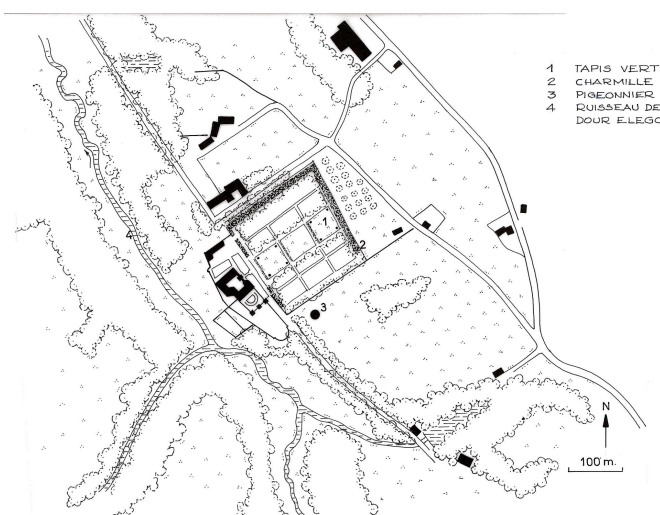 1 TAPIS VERT
2 CHARMILLE
3 PIGEONNIER
4 RUISSEAU DE
DOUR ELEGO
1
2
3
4
N
100 m.